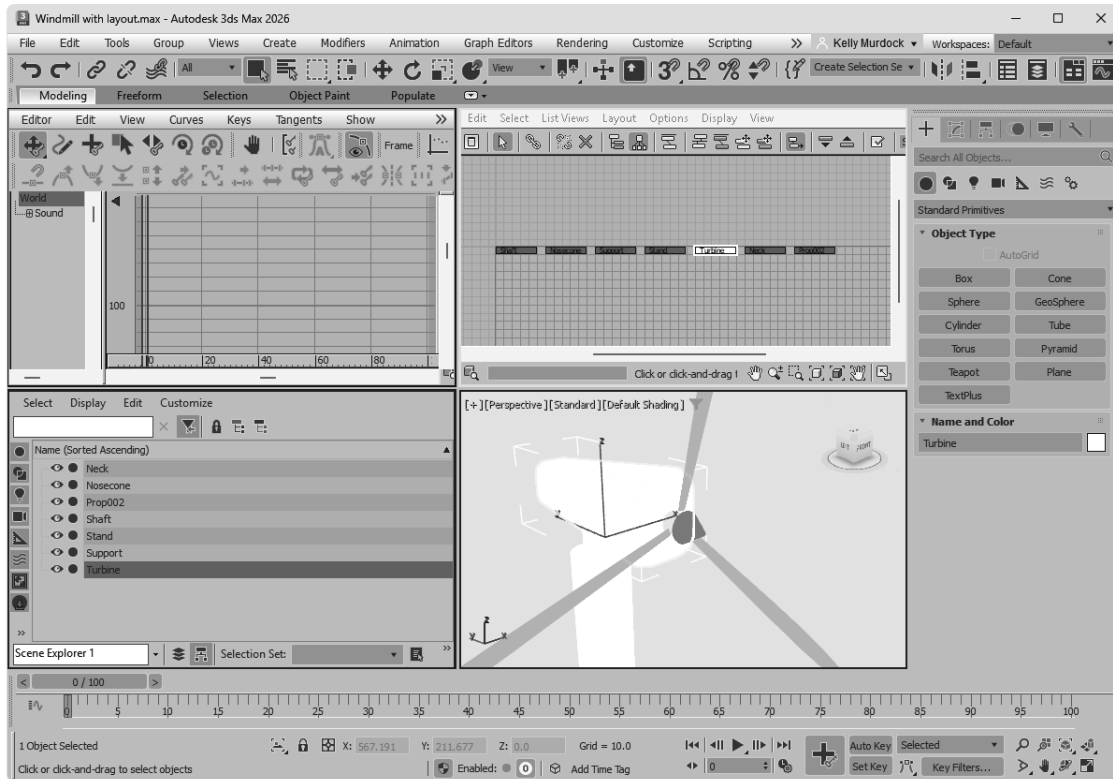 Windmill with layout.max - Autodesk 3ds Max 2026
File Edit Tools Group Views Create Modifiers Animation Graph Editors Rendering Customize Scripting >> Kelly Murdock Workspaces: Default
All View Create Selection Se
Modeling Freeform Selection Object Paint Populate
Editor Edit View Curves Keys Tangents Show >>
Frame
World
Sound
100
0 20 40 60 80
Edit Select List Views Layout Options Display View
Shaft Nosecone Support Stand Turbine Neck Prop002
Click or click-and-drag t
Search All Objects...
Standard Primitives
Object Type
AutoGrid
Box Cone
Sphere GeoSphere
Cylinder Tube
Torus Pyramid
Teapot Plane
TextPlus
Name and Color
Turbine
Select Display Edit Customize
Name (Sorted Ascending)
Neck
Nosecone
Prop002
Shaft
Stand
Support
Turbine
>>
Scene Explorer 1 Selection Set: >>
[+][Perspective][Standard][Default Shading]
z
FRONT
z
< 0 / 100 >
0 5 10 15 20 25 30 35 40 45 50 55 60 65 70 75 80 85 90 95 100
1 Object Selected X: 567.191 Y: 211.677 Z: 0.0 Grid = 10.0 Auto Key Selected
Click or click-and-drag to select objects Enabled: 0 Add Time Tag 0 Set Key Key Filters...